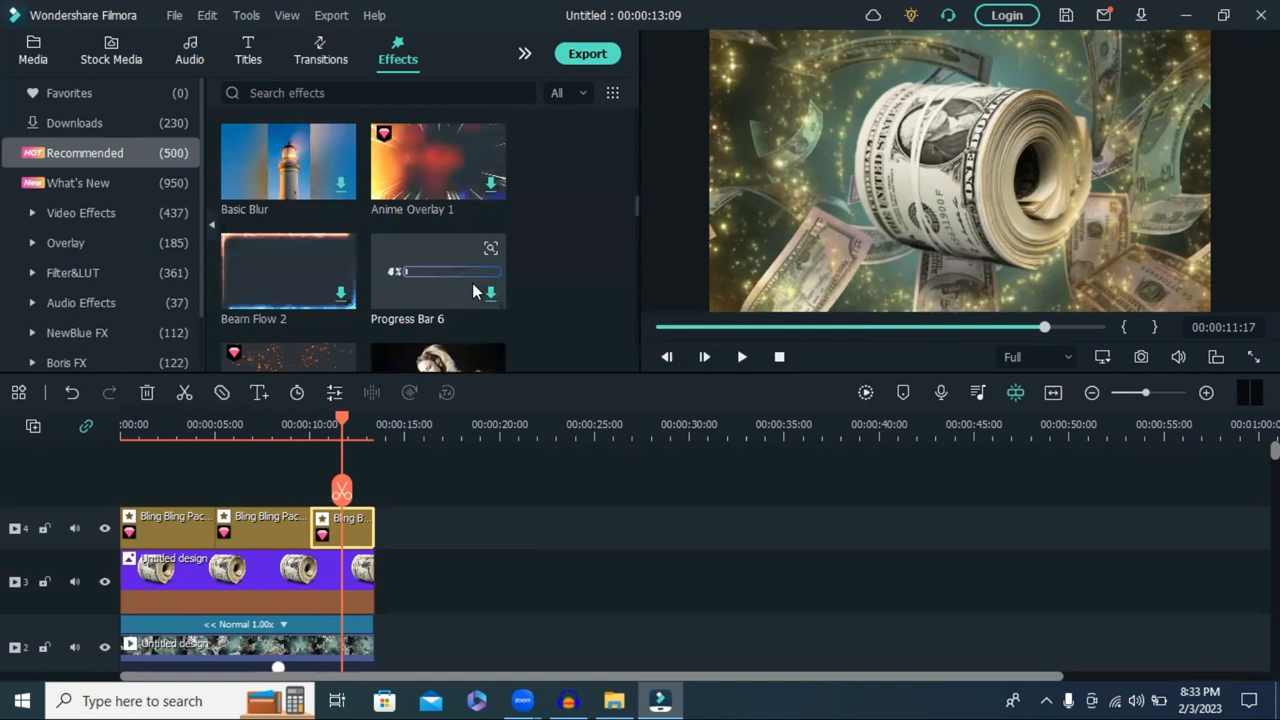 Wondershare Filmora
File
Edit
Tools
View
Export
Help
Untitled : 00:00:13:09
Login
Media
Stock Media
Audio
Titles
Transitions
Effects
Export
Favorites (0)
Downloads (230)
HOT Recommended (500)
New What's New (950)
Video Effects (437)
Overlay (185)
Filter&LUT (361)
Audio Effects (37)
NewBlue FX (112)
Boris FX (122)
Search effects
All
Basic Blur
Anime Overlay 1
Beam Flow 2
Progress Bar 6
00:00:11:17
Full
:00:00
00:00:05:00
00:00:10:00
00:00:15:00
00:00:20:00
00:00:25:00
00:00:30:00
00:00:35:00
00:00:40:00
00:00:45:00
00:00:50:00
00:00:55:00
00:01:00:0
4
Bling Bling Pac...
Bling Bling Pac...
Bling B...
3
Untitled design
<< Normal 1.00x
2
Untitled design
Type here to search
zoom
8:33 PM
2/3/2023